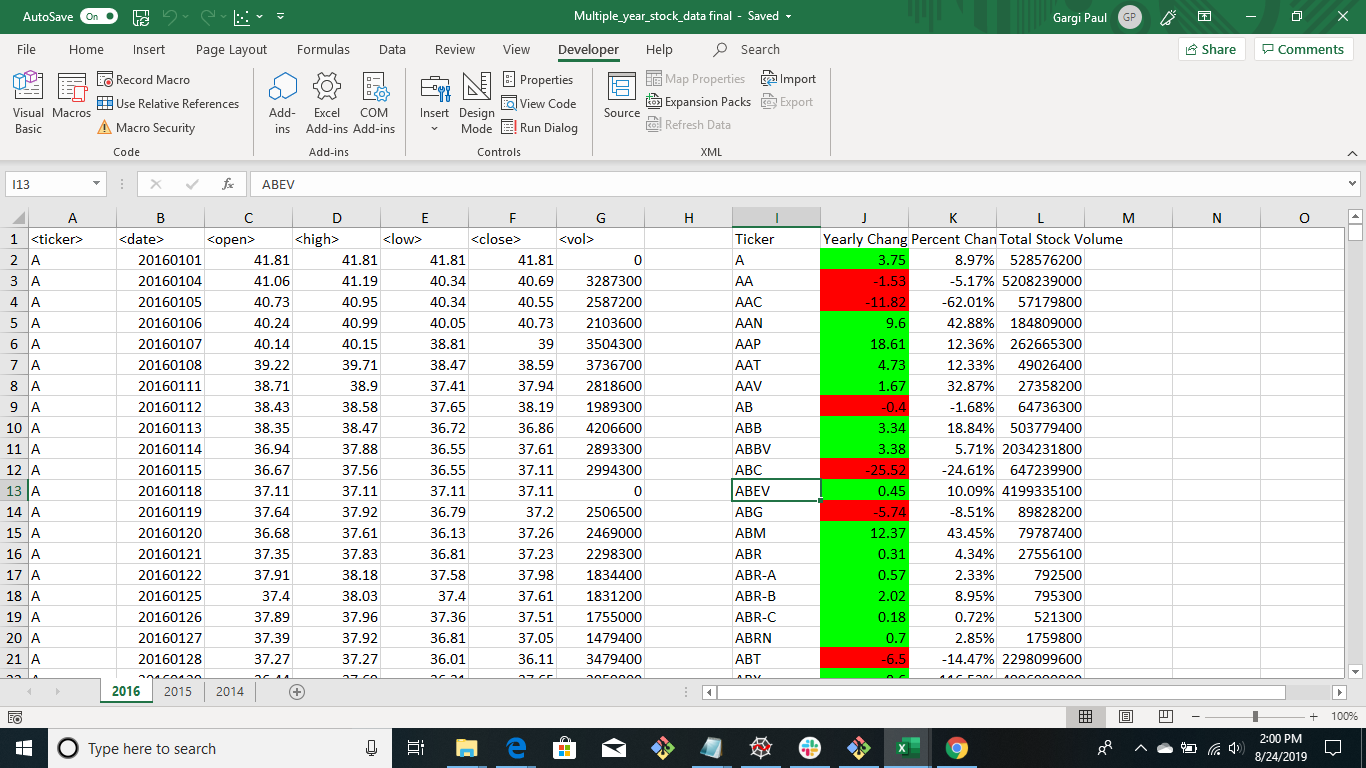 AutoSave On Multiple_year_stock_data final - Saved Gargi Paul GP
File Home Insert Page Layout Formulas Data Review View Developer Help Search Share Comments
Visual Basic
Macros
Record Macro
Use Relative References
Macro Security
Code
Add-ins
Excel Add-ins
COM Add-ins
Add-ins
Insert
Design Mode
Properties
View Code
Run Dialog
Controls
Source
Map Properties
Expansion Packs
Refresh Data
Import
Export
XML
I13 fx ABEV
A B C D E F G H I J K L M N O
1 <ticker> <date> <open> <high> <low> <close> <vol> Ticker Yearly Chang Percent Chan Total Stock Volume
2 A 20160101 41.81 41.81 41.81 41.81 0 A 3.75 8.97% 528576200
3 A 20160104 41.06 41.19 40.34 40.69 3287300 AA -1.53 -5.17% 5208239000
4 A 20160105 40.73 40.95 40.34 40.55 2587200 AAC -11.82 -62.01% 57179800
5 A 20160106 40.24 40.99 40.05 40.73 2103600 AAN 9.6 42.88% 184809000
6 A 20160107 40.14 40.15 38.81 39 3504300 AAP 18.61 12.36% 262665300
7 A 20160108 39.22 39.71 38.47 38.59 3736700 AAT 4.73 12.33% 49026400
8 A 20160111 38.71 38.9 37.41 37.94 2818600 AAV 1.67 32.87% 27358200
9 A 20160112 38.43 38.58 37.65 38.19 1989300 AB -0.4 -1.68% 64736300
10 A 20160113 38.35 38.47 36.72 36.86 4206600 ABB 3.34 18.84% 503779400
11 A 20160114 36.94 37.88 36.55 37.61 2893300 ABBV 3.38 5.71% 2034231800
12 A 20160115 36.67 37.56 36.55 37.11 2994300 ABC -25.52 -24.61% 647239900
13 A 20160118 37.11 37.11 37.11 37.11 0 ABEV 0.45 10.09% 4199335100
14 A 20160119 37.64 37.92 36.79 37.2 2506500 ABG -5.74 -8.51% 89828200
15 A 20160120 36.68 37.61 36.13 37.26 2469000 ABM 12.37 43.45% 79787400
16 A 20160121 37.35 37.83 36.81 37.23 2298300 ABR 0.31 4.34% 27556100
17 A 20160122 37.91 38.18 37.58 37.98 1834400 ABR-A 0.57 2.33% 792500
18 A 20160125 37.4 38.03 37.4 37.61 1831200 ABR-B 2.02 8.95% 795300
19 A 20160126 37.89 37.96 37.36 37.51 1755000 ABR-C 0.18 0.72% 521300
20 A 20160127 37.39 37.92 36.81 37.05 1479400 ABRN 0.7 2.85% 1759800
21 A 20160128 37.27 37.27 36.01 36.11 3479400 ABT -6.5 -14.47% 2298099600
2016 2015 2014
100%
Type here to search
2:00 PM
8/24/2019